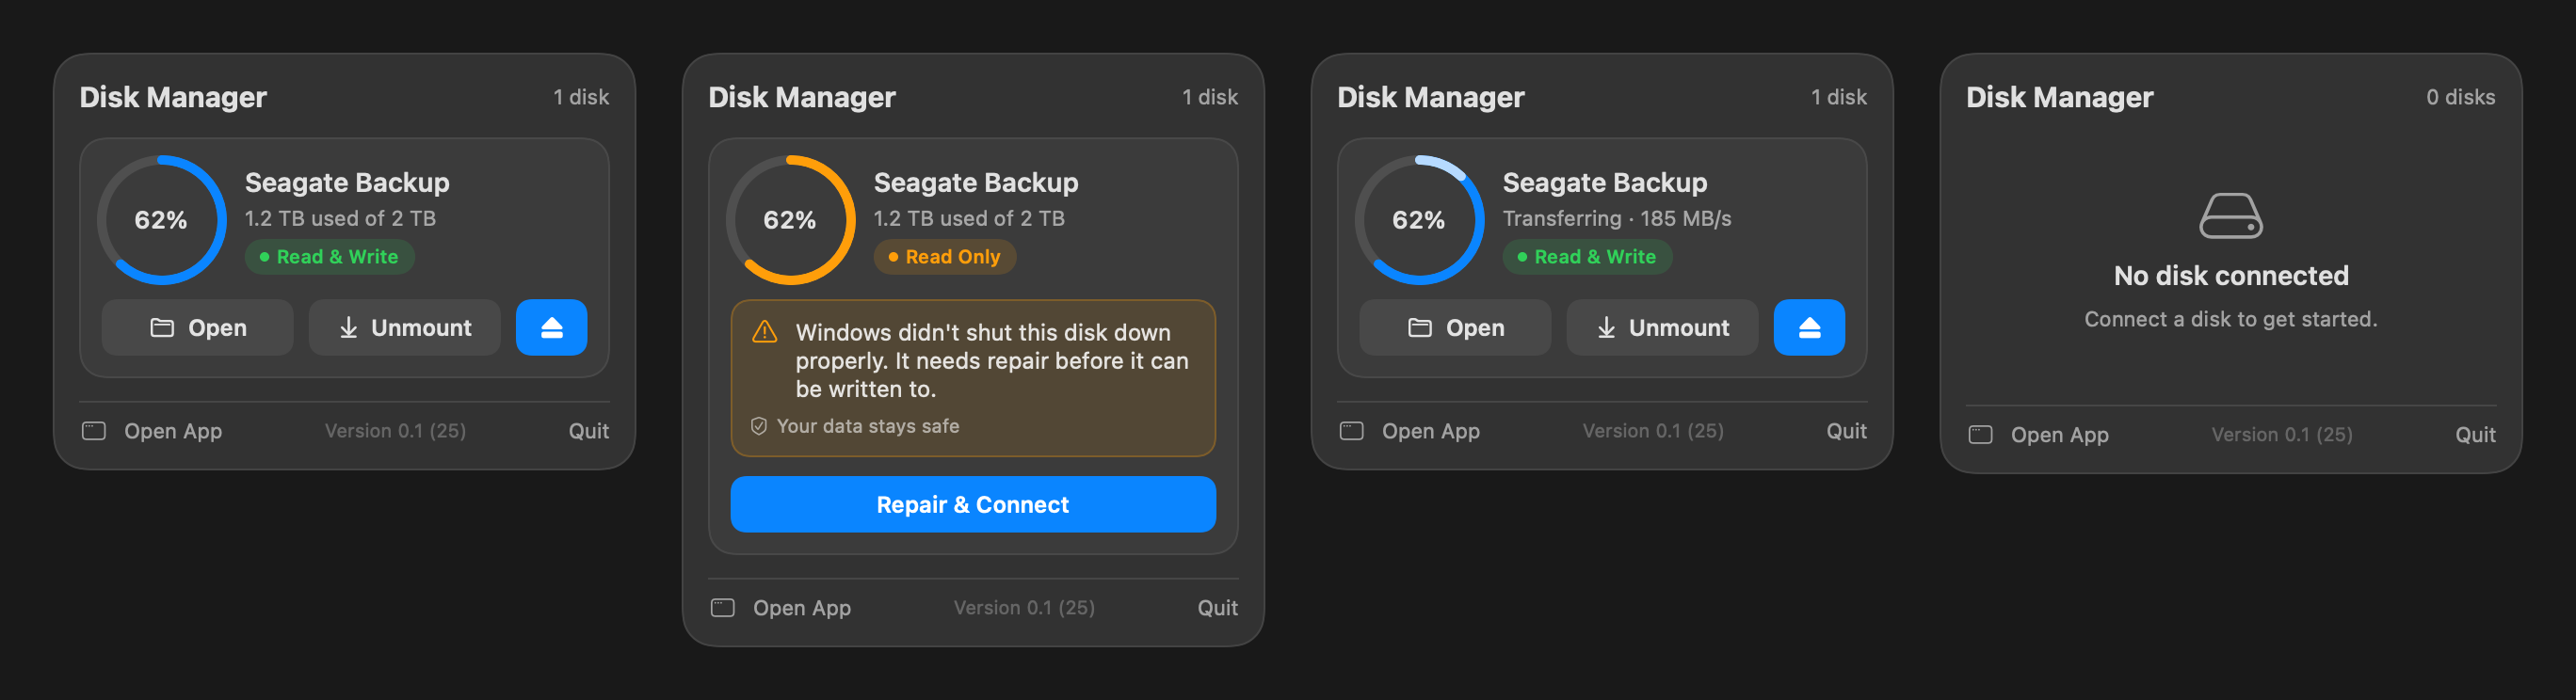 Disk Manager
1 disk
62%
Seagate Backup
1.2 TB used of 2 TB
Read & Write
Open
Unmount
Open App
Version 0.1 (25)
Quit
Disk Manager
1 disk
62%
Seagate Backup
1.2 TB used of 2 TB
Read Only
Windows didn't shut this disk down
properly. It needs repair before it can
be written to.
Your data stays safe
Repair & Connect
Open App
Version 0.1 (25)
Quit
Disk Manager
1 disk
62%
Seagate Backup
Transferring · 185 MB/s
Read & Write
Open
Unmount
Open App
Version 0.1 (25)
Quit
Disk Manager
0 disks
No disk connected
Connect a disk to get started.
Open App
Version 0.1 (25)
Quit